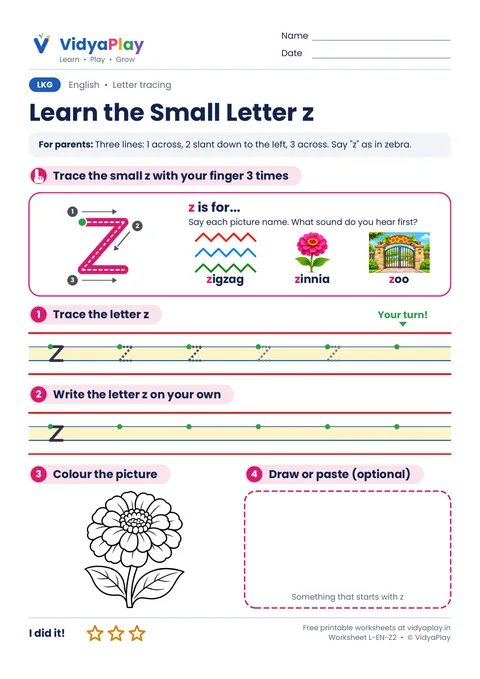 VidyaPlay
Learn • Play • Grow
Name
Date
LKG English • Letter tracing
Learn the Small Letter z
For parents: Three lines: 1 across, 2 slant down to the left, 3 across. Say "z" as in zebra.
Trace the small z with your finger 3 times
1
2
3
z is for...
Say each picture name. What sound do you hear first?
zigzag zinnia zoo
1 Trace the letter z
Your turn!
z z z z z
2 Write the letter z on your own
z
3 Colour the picture
4 Draw or paste (optional)
Something that starts with z
I did it!
Free printable worksheets at vidyaplay.in
Worksheet L-EN-Z2 • © VidyaPlay